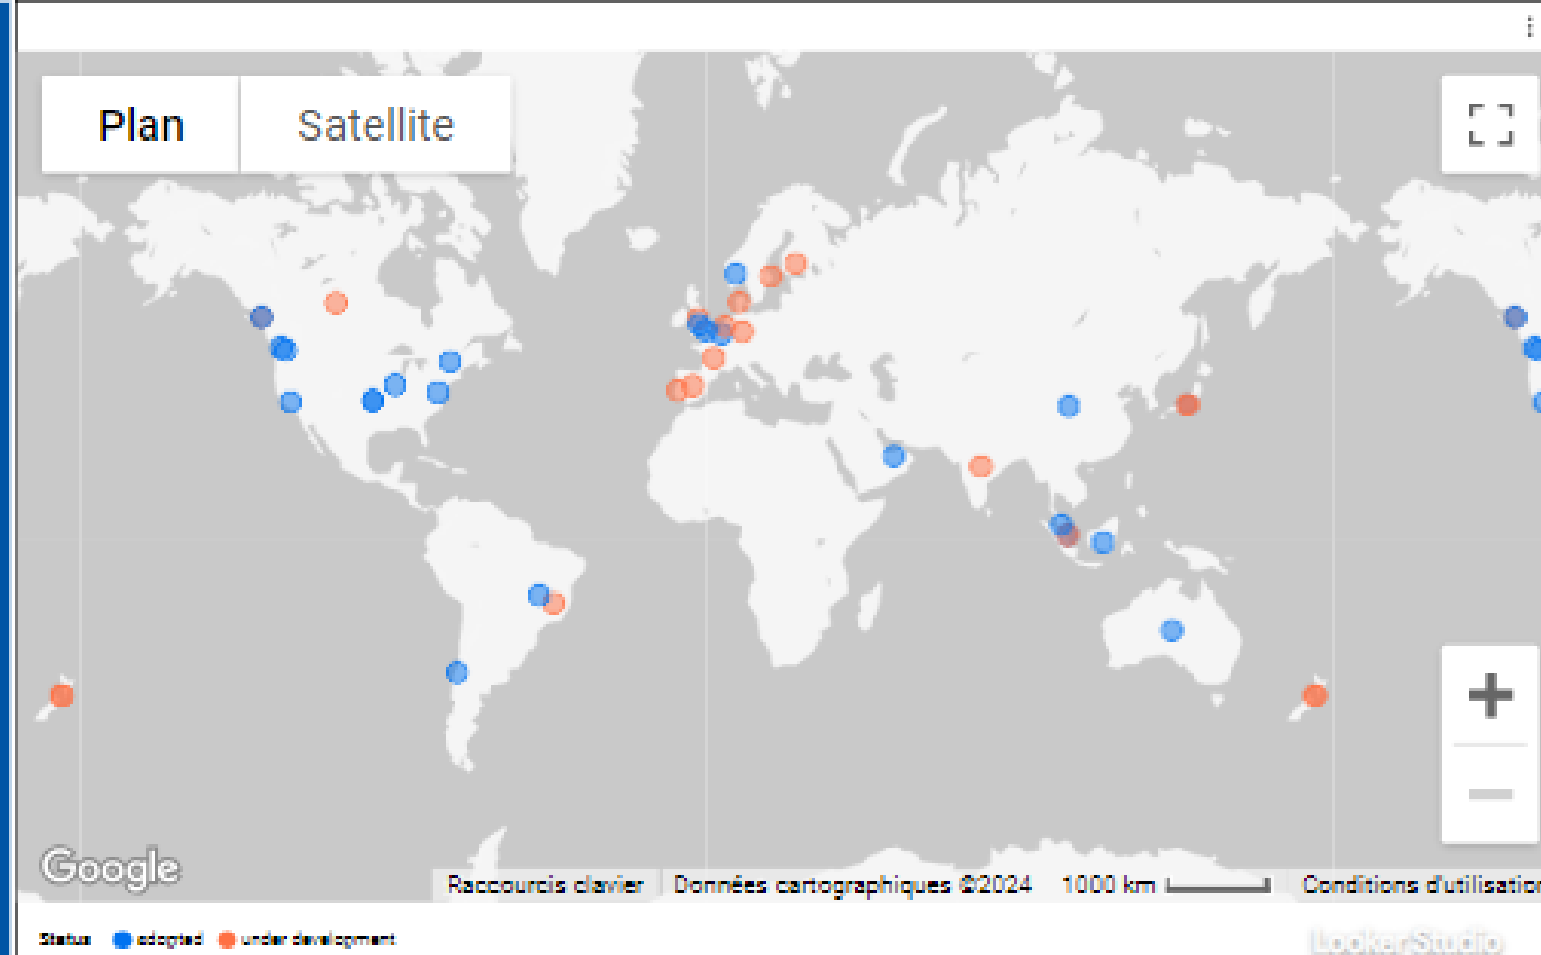 Plan
Satellite
Google
Raccourcis clavier
Données cartographiques ©2024
1000 km
Conditions d'utilisation
Status
adopted
under development
Looker Studio